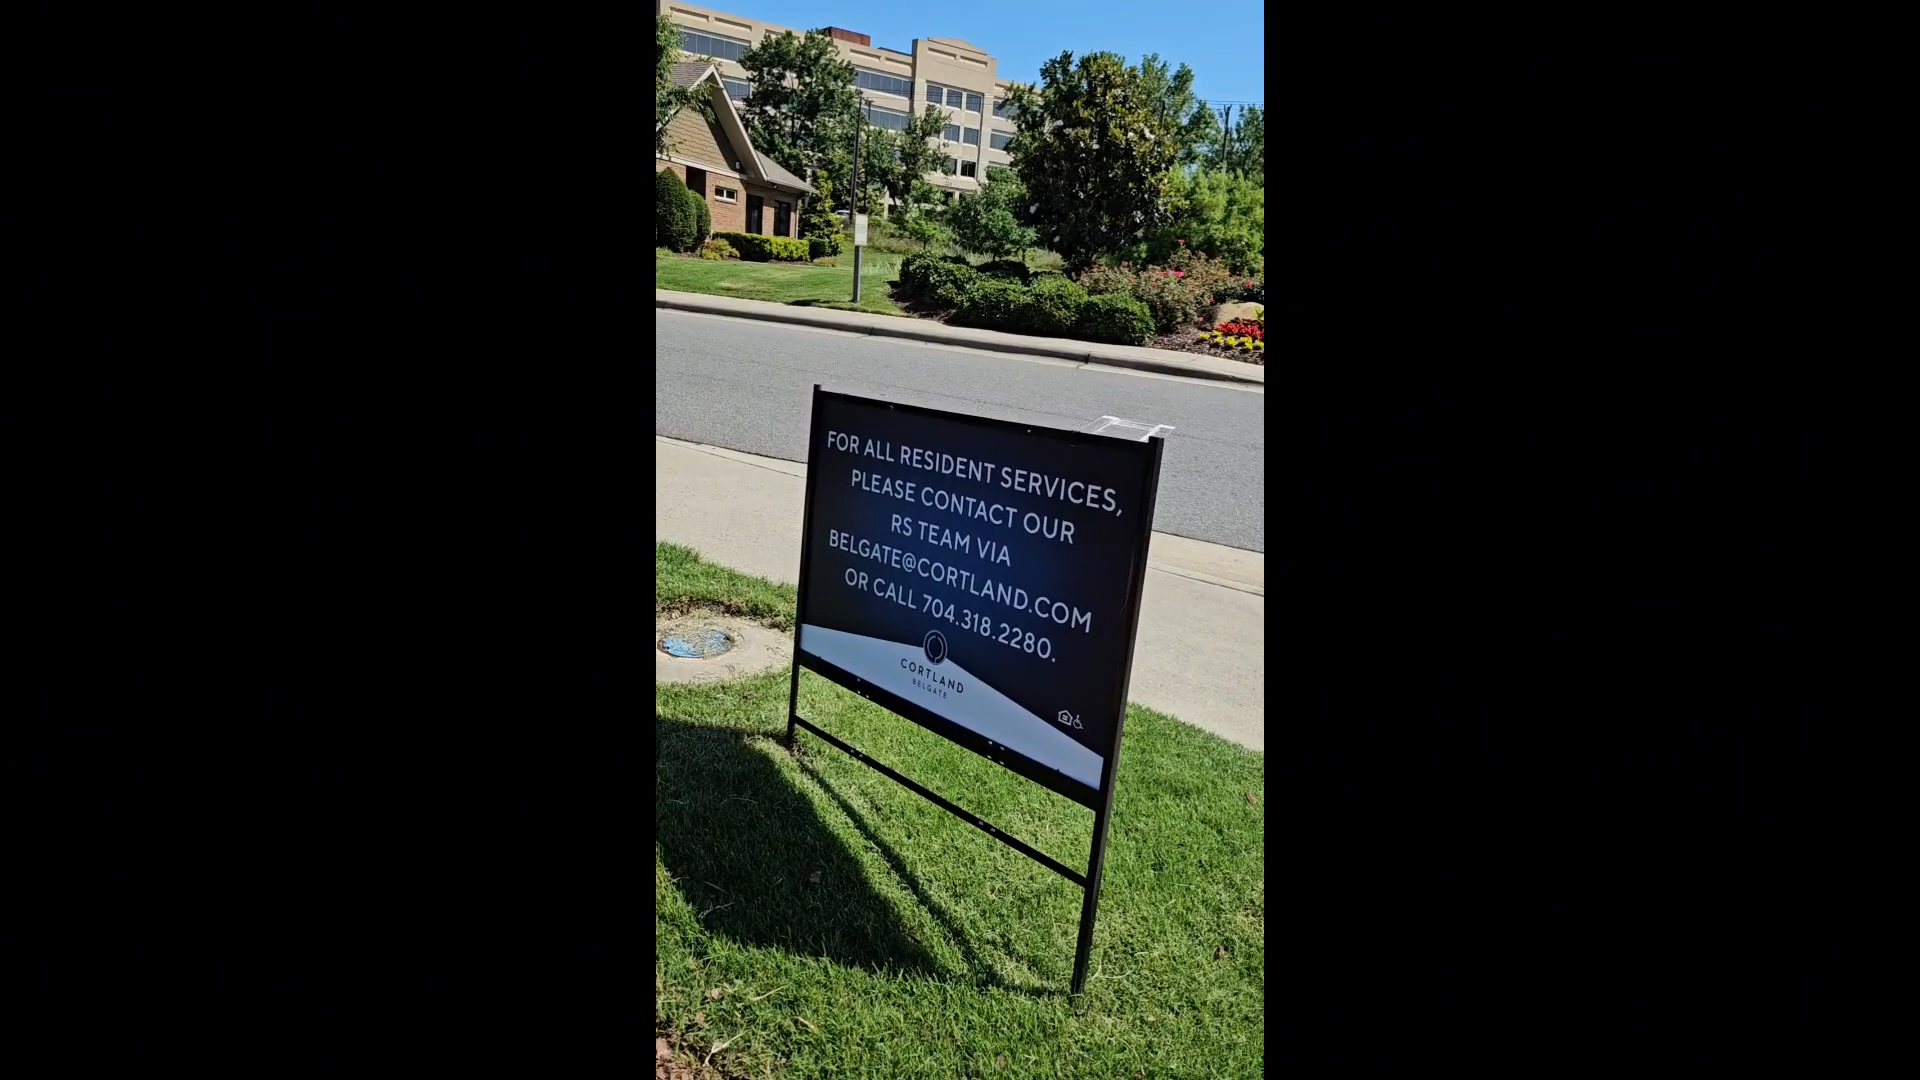 FOR ALL RESIDENT SERVICES,
PLEASE CONTACT OUR
RS TEAM VIA
BELGATE@CORTLAND.COM
OR CALL 704.318.2280.
CORTLAND
BELGATE